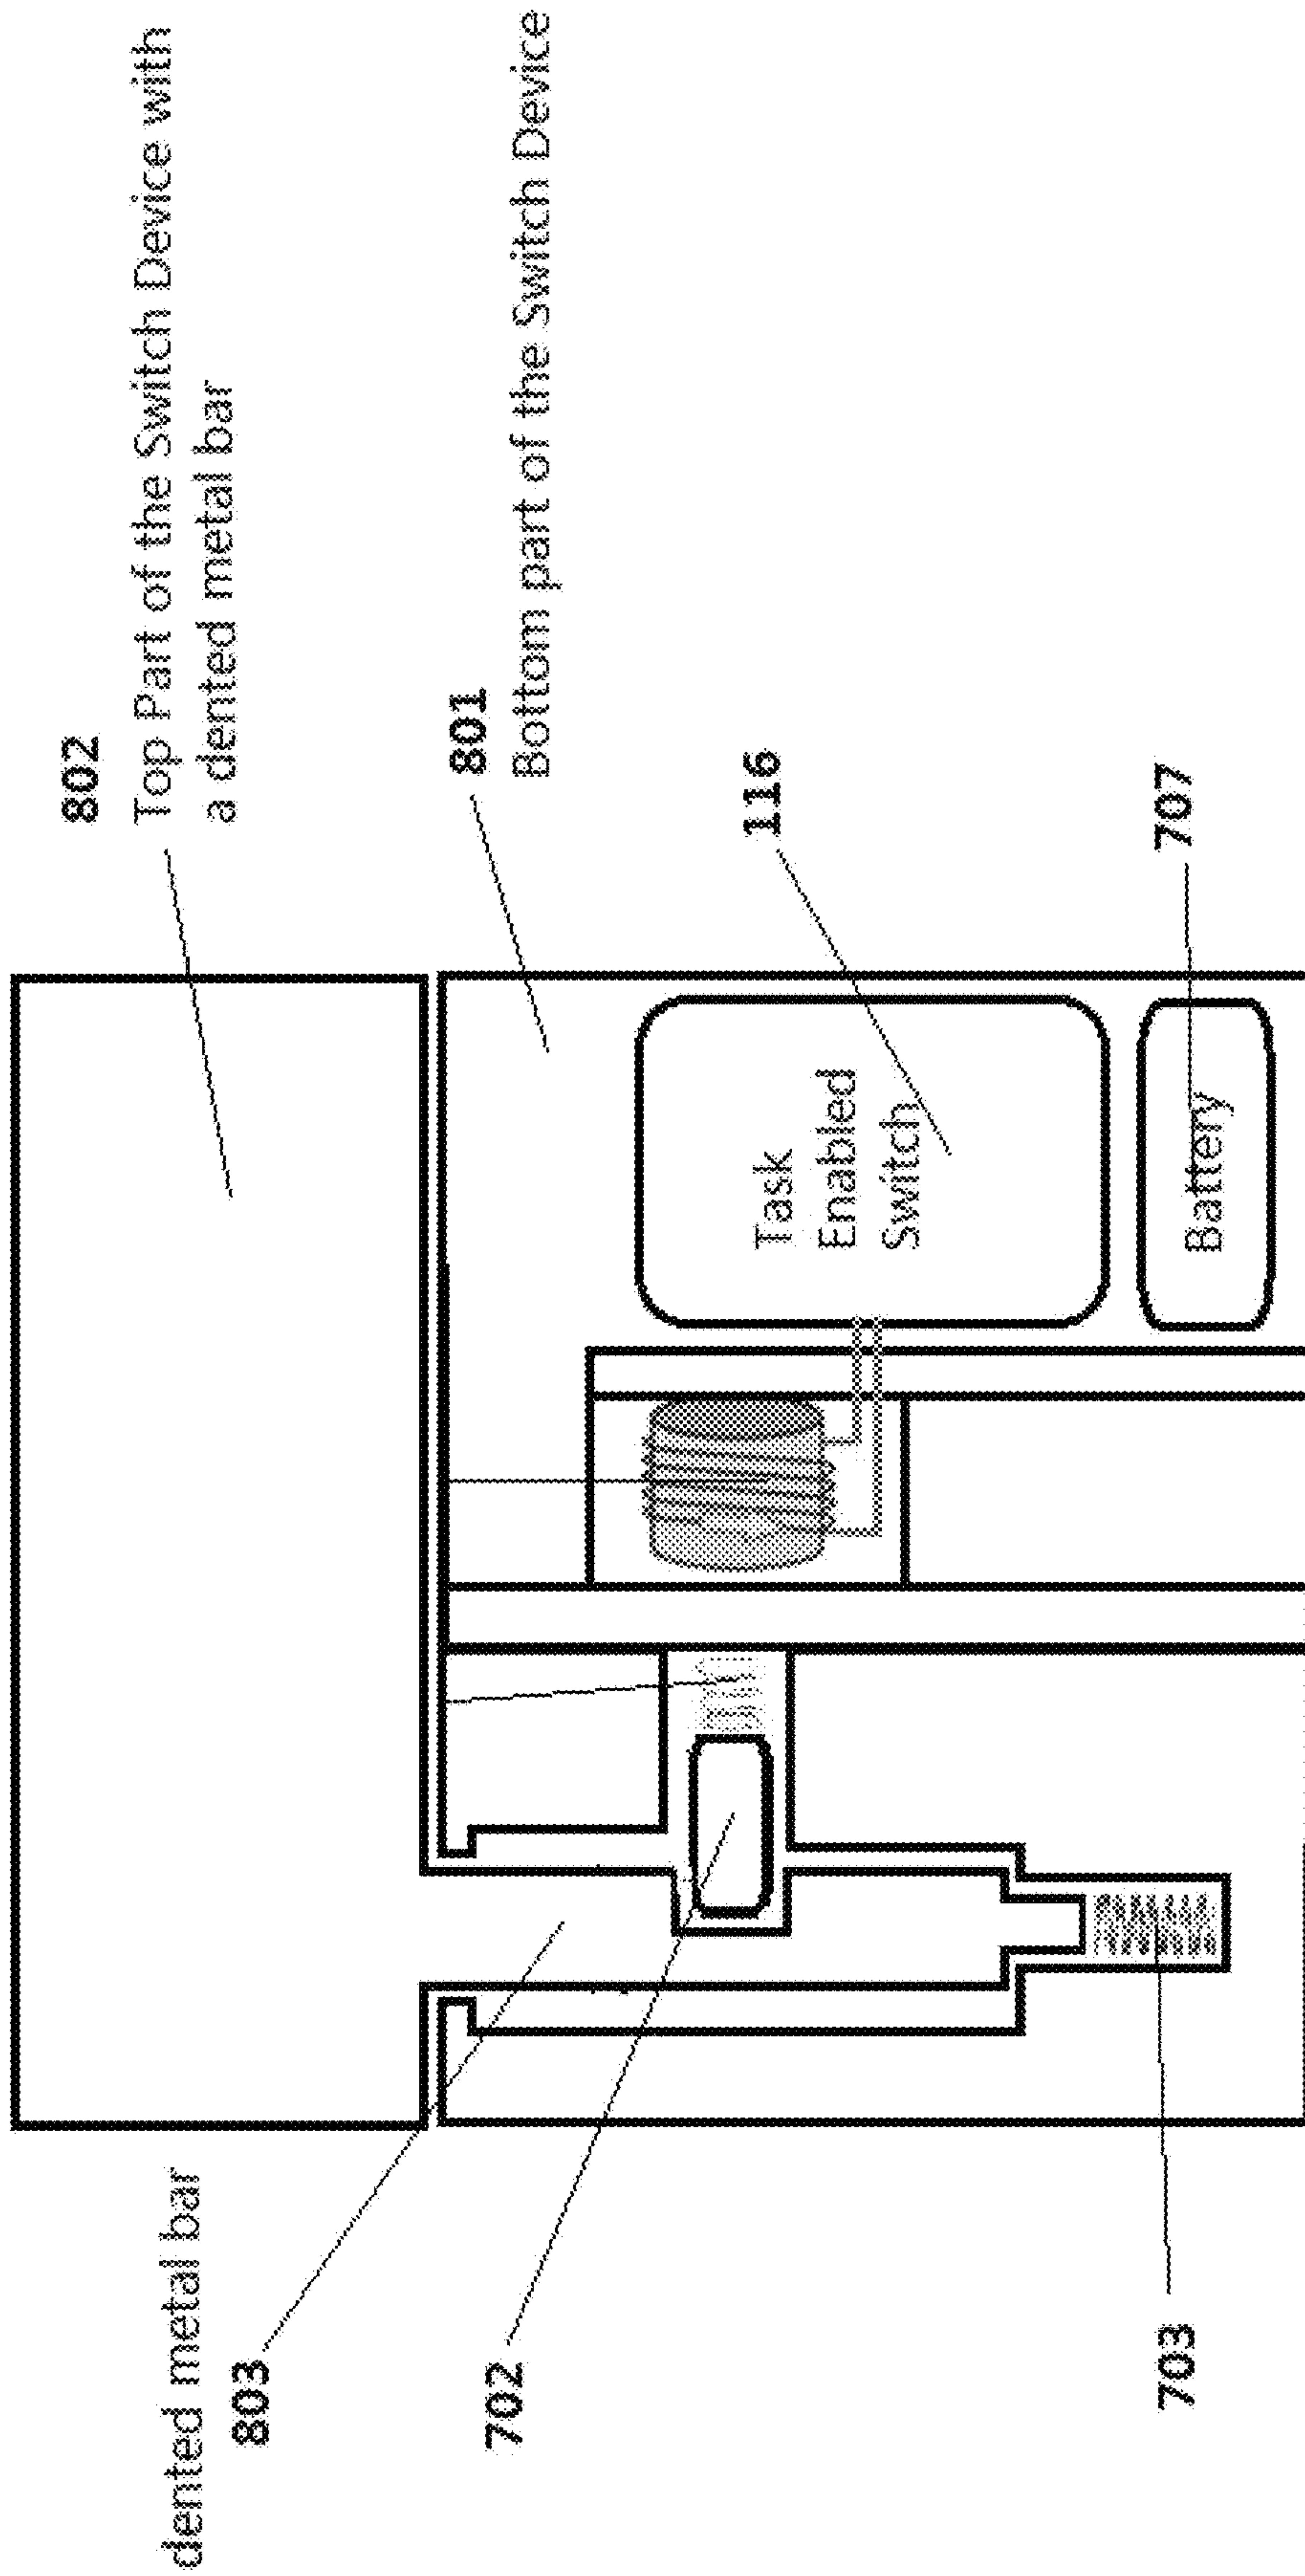 802
Top Part of the Switch Device with
a dented metal bar
801
Bottom part of the Switch Device
116
707
Task
Enabled
Switch
Battery
dented metal bar
803
702
703